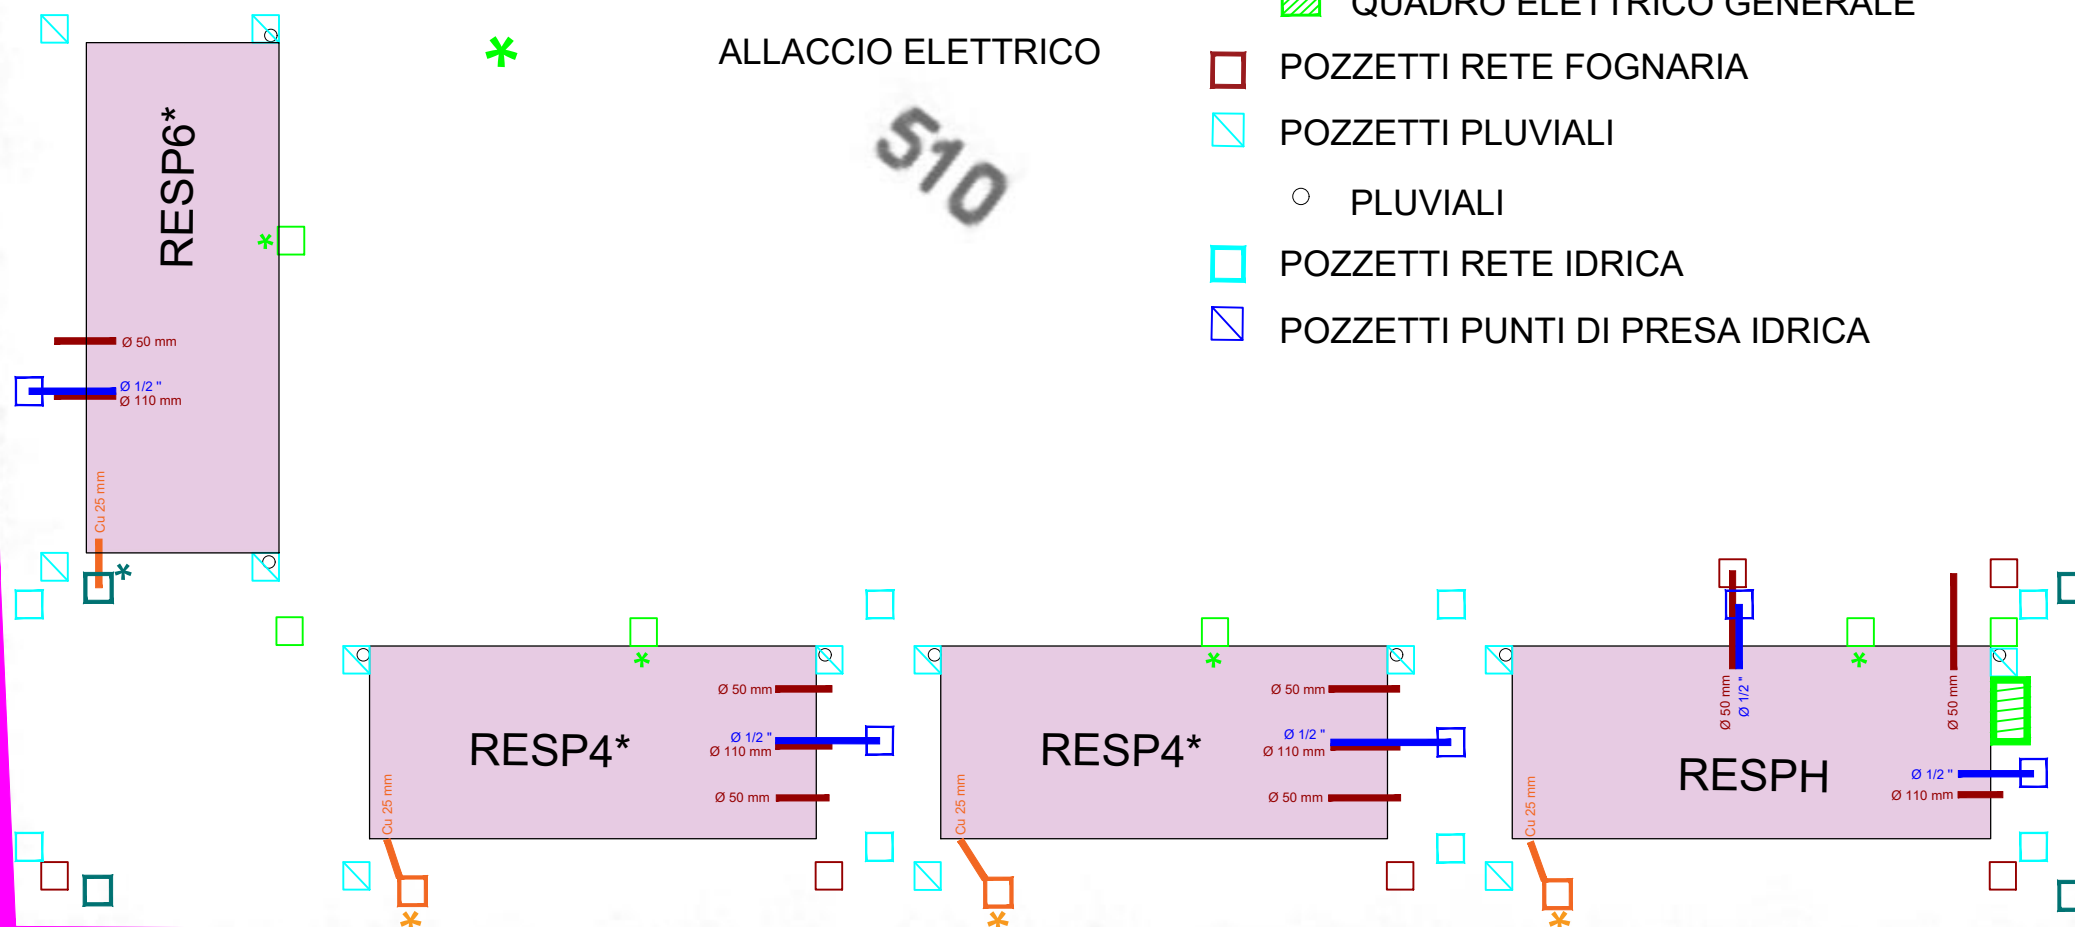 QUADRO ELETTRICO GENERALE
* ALLACCIO ELETTRICO
POZZETTI RETE FOGNARIA
POZZETTI PLUVIALI
PLUVIALI
POZZETTI RETE IDRICA
POZZETTI PUNTI DI PRESA IDRICA
510
RESP6*
*
Ø 50 mm
Ø 1/2 "
Ø 110 mm
Cu 25 mm
*
*
Ø 50 mm
RESP4*
Ø 1/2 "
Ø 110 mm
Ø 50 mm
Cu 25 mm
*
*
Ø 50 mm
RESP4*
Ø 1/2 "
Ø 110 mm
Ø 50 mm
Cu 25 mm
*
*
Ø 50 mm
Ø 1/2 "
Ø 50 mm
RESPH
Ø 1/2 "
Ø 110 mm
Cu 25 mm
*